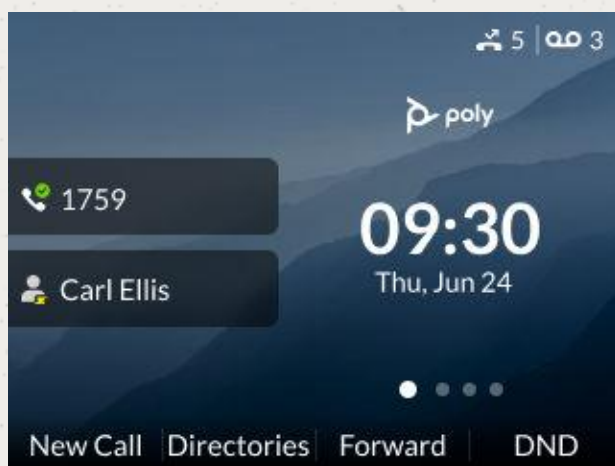 5 3
poly
1759
09:30
Carl Ellis
Thu, Jun 24
New Call Directories Forward DND